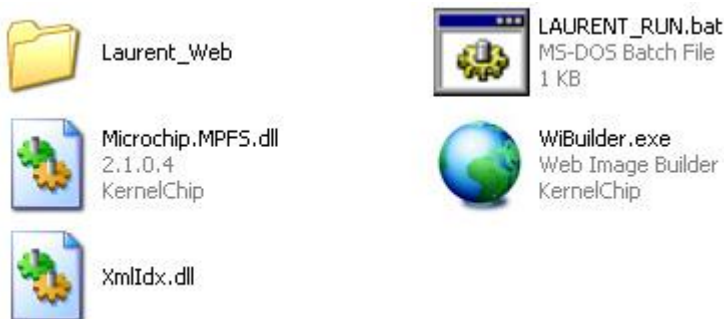 Laurent_Web
LAURENT_RUN.bat
MS-DOS Batch File
1 KB
Microchip.MPFS.dll
2.1.0.4
KernelChip
WiBuilder.exe
Web Image Builder
KernelChip
XmlIdx.dll